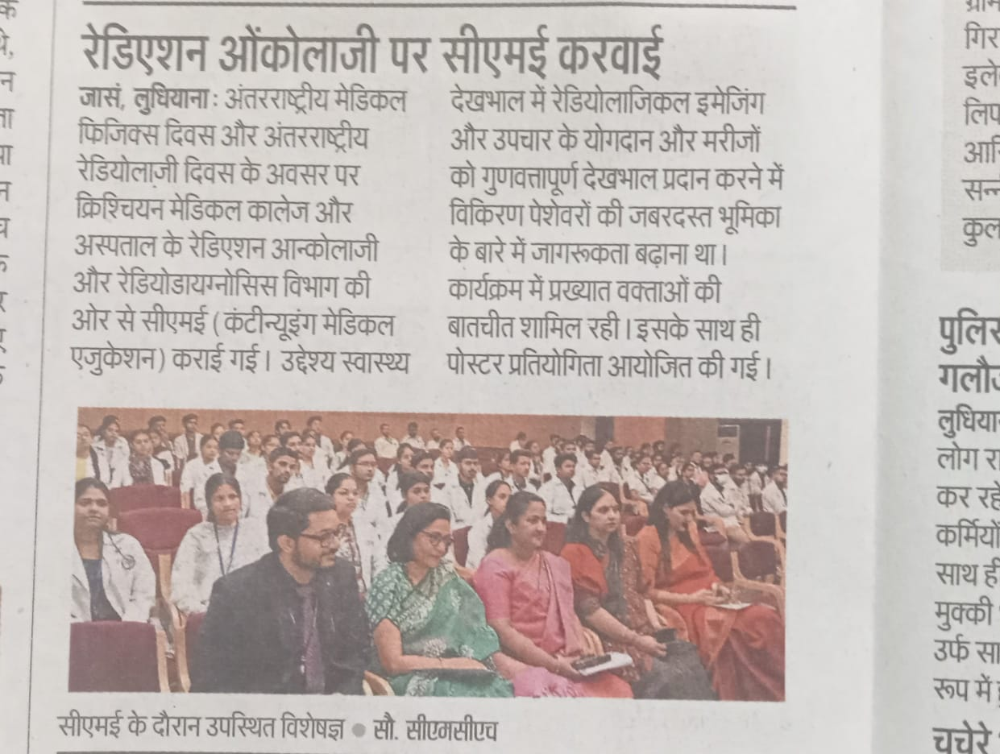 रेडिएशन ओंकोलाजी पर सीएमई करवाई
जासं, लुधियाना : अंतरराष्ट्रीय मेडिकल
फिजिक्स दिवस और अंतरराष्ट्रीय
रेडियोलाजी दिवस के अवसर पर
क्रिश्चियन मेडिकल कालेज और
अस्पताल के रेडिएशन आन्कोलाजी
और रेडियोडायग्नोसिस विभाग की
ओर से सीएमई ( कंटीन्यूइंग मेडिकल
एजुकेशन) कराई गई। उद्देश्य स्वास्थ्य
देखभाल में रेडियोलाजिकल इमेजिंग
और उपचार के योगदान और मरीजों
को गुणवत्तापूर्ण देखभाल प्रदान करने में
विकिरण पेशेवरों की जबरदस्त भूमिका
के बारे में जागरूकता बढ़ाना था।
कार्यक्रम में प्रख्यात वक्ताओं की
बातचीत शामिल रही। इसके साथ ही
पोस्टर प्रतियोगिता आयोजित की गई।
सीएमई के दौरान उपस्थित विशेषज्ञ ● सौ. सीएमसीएच
गिर
इले
लिप
आि
सन्
कुल
पुलिस
गलौज
लुधियान
लोग रा
कर रहे
कर्मियों
साथ ही
मुक्की
उर्फ सा
रूप में
चचेरे